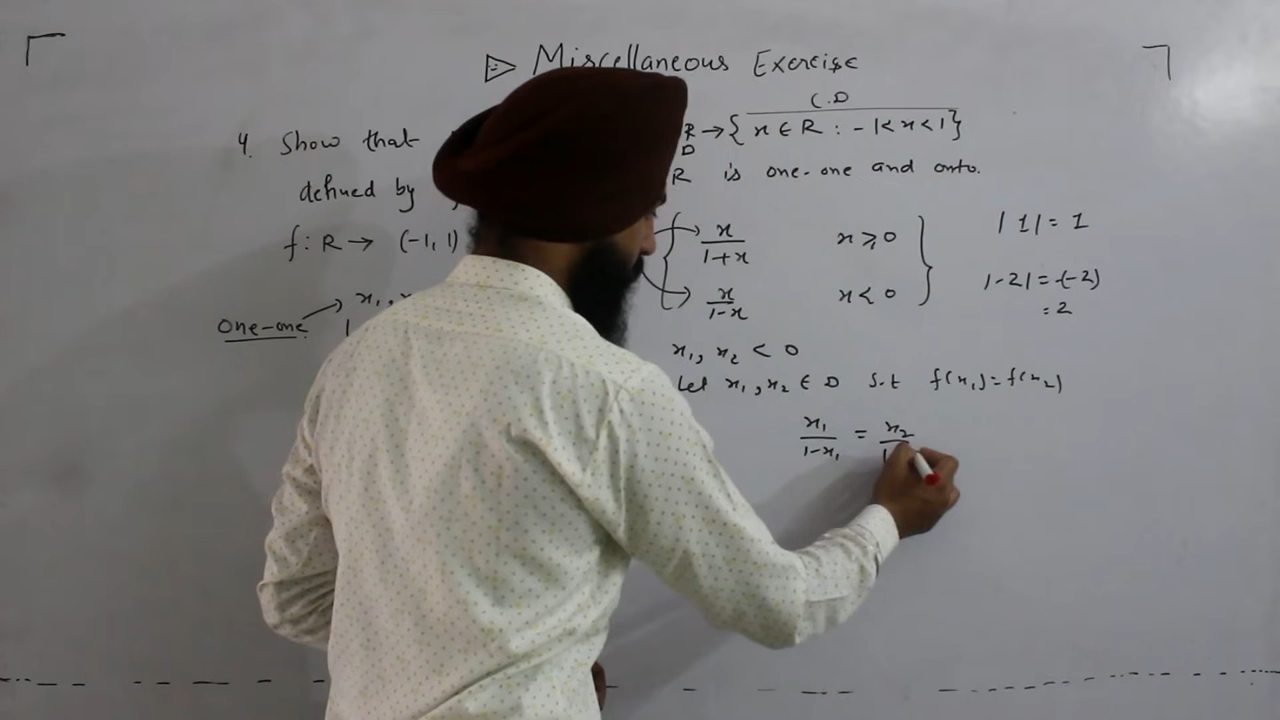 Miscellaneous Exercise
C.D
4. Show that R → { x ∈ R : -1 < x < 1}
D
defined by R is one-one and onto.
f : R → (-1, 1) x/1+x x ≥ 0 |1| = 1
x/1-x x < 0 |-2| = -(-2)
= 2
One-one x1,
x1, x2 < 0
Let x1, x2 ∈ D s.t f(x1) = f(x2)
x1/1-x1 = x2/1